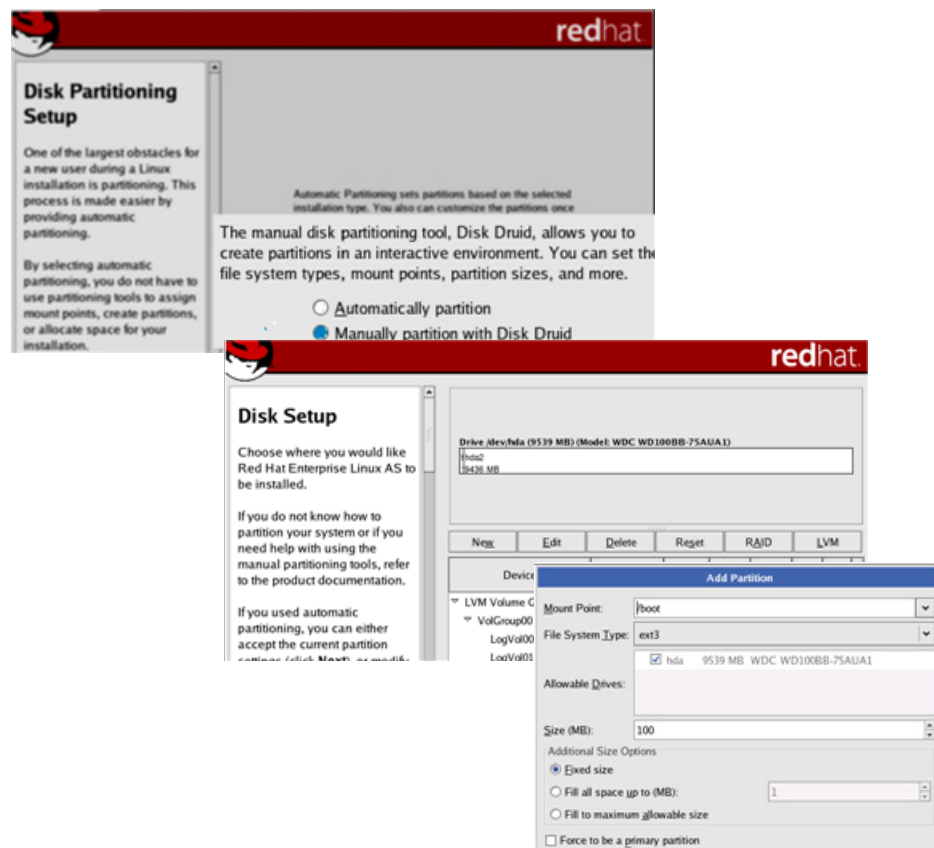 redhat
Disk Partitioning
Setup
One of the largest obstacles for
a new user during a Linux
installation is partitioning. This
process is made easier by
providing automatic
partitioning.
By selecting automatic
partitioning, you do not have to
use partitioning tools to assign
mount points, create partitions,
or allocate space for your
installation.
Automatic Partitioning sets partitions based on the selected
installation type. You also can customize the partitions once
The manual disk partitioning tool, Disk Druid, allows you to
create partitions in an interactive environment. You can set the
file system types, mount points, partition sizes, and more.
Automatically partition
Manually partition with Disk Druid
redhat.
Disk Setup
Choose where you would like
Red Hat Enterprise Linux AS to
be installed.
If you do not know how to
partition your system or if you
need help with using the
manual partitioning tools, refer
to the product documentation.
If you used automatic
partitioning, you can either
accept the current partition
settings (click Next), or modify
Drive /dev/hda (9539 MB) (Model: WDC WD100BB-75AUA1)
hda2
9436 MB
New Edit Delete Reset RAID LVM
Device
LVM Volume G
VolGroup00
LogVol00
LogVol01
Add Partition
Mount Point: /boot
File System Type: ext3
hda 9539 MB WDC WD100BB-75AUA1
Allowable Drives:
Size (MB): 100
Additional Size Options
Fixed size
Fill all space up to (MB): 1
Fill to maximum allowable size
Force to be a primary partition